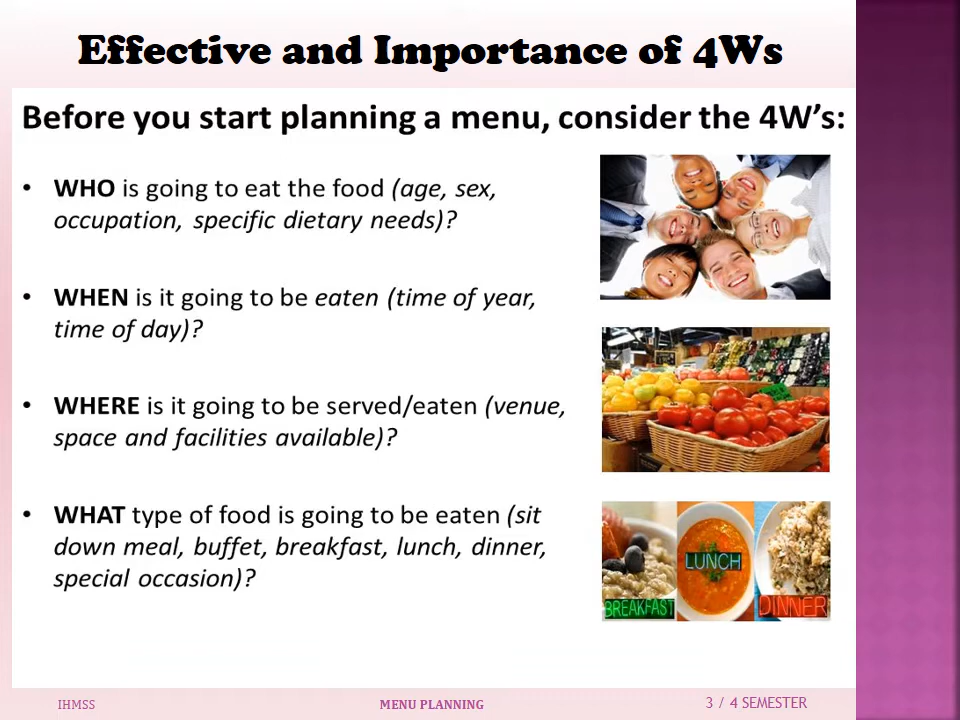 Effective and Importance of 4Ws
Before you start planning a menu, consider the 4W’s:
• WHO is going to eat the food (age, sex,
occupation, specific dietary needs)?
• WHEN is it going to be eaten (time of year,
time of day)?
• WHERE is it going to be served/eaten (venue,
space and facilities available)?
• WHAT type of food is going to be eaten (sit
down meal, buffet, breakfast, lunch, dinner,
special occasion)?
BREAKFAST
LUNCH
DINNER
IHMSS
MENU PLANNING
3 / 4 SEMESTER